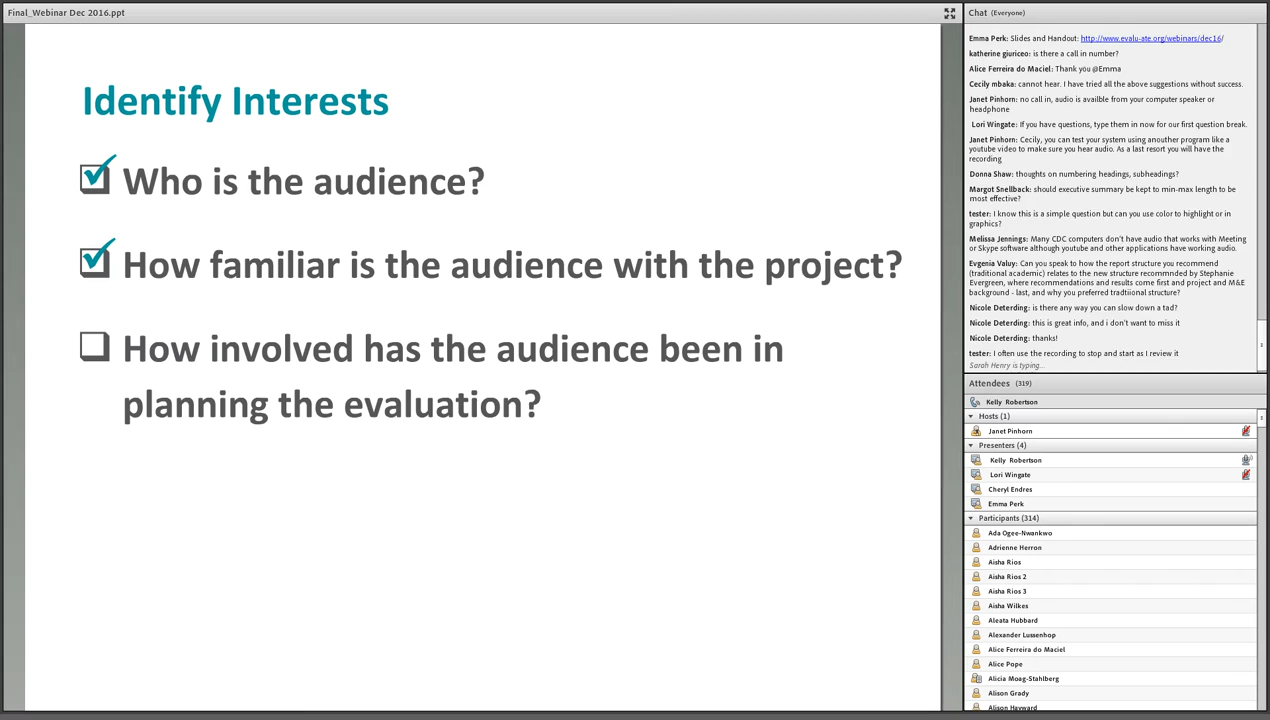 Final_Webinar Dec 2016.ppt
Identify Interests
Who is the audience?
How familiar is the audience with the project?
How involved has the audience been in
planning the evaluation?
Chat (Everyone)
Emma Perk: Slides and Handout: http://www.evalu-ate.org/webinars/dec16/
katherine giuriceo: is there a call in number?
Alice Ferreira do Maciel: Thank you @Emma
Cecily mbaka: cannot hear. I have tried all the above suggestions without success.
Janet Pinhorn: no call in, audio is availble from your computer speaker or
headphone
Lori Wingate: If you have questions, type them in now for our first question break.
Janet Pinhorn: Cecily, you can test your system using anouther program like a
youtube video to make sure you hear audio. As a last resort you will have the
recording
Donna Shaw: thoughts on numbering headings, subheadings?
Margot Snellback: should executive summary be kept to min-max length to be
most effective?
tester: I know this is a simple question but can you use color to highlight or in
graphics?
Melissa Jennings: Many CDC computers don't have audio that works with Meeting
or Skype software although youtube and other applications have working audio.
Evgenia Valuy: Can you speak to how the report structure you recommend
(traditional academic) relates to the new structure recommnded by Stephanie
Evergreen, where recommendations and results come first and project and M&E
background - last, and why you preferred tradtiional structure?
Nicole Deterding: is there any way you can slow down a tad?
Nicole Deterding: this is great info, and i don't want to miss it
Nicole Deterding: thanks!
tester: I often use the recording to stop and start as I review it
Sarah Henry is typing...
Attendees (319)
Kelly Robertson
Hosts (1)
Janet Pinhorn
Presenters (4)
Kelly Robertson
Lori Wingate
Cheryl Endres
Emma Perk
Participants (314)
Ada Ogee-Nwankwo
Adrienne Herron
Aisha Rios
Aisha Rios 2
Aisha Rios 3
Aisha Wilkes
Aleata Hubbard
Alexander Lussenhop
Alice Ferreira do Maciel
Alice Pope
Alicia Moag-Stahlberg
Alison Grady
Alison Hayward